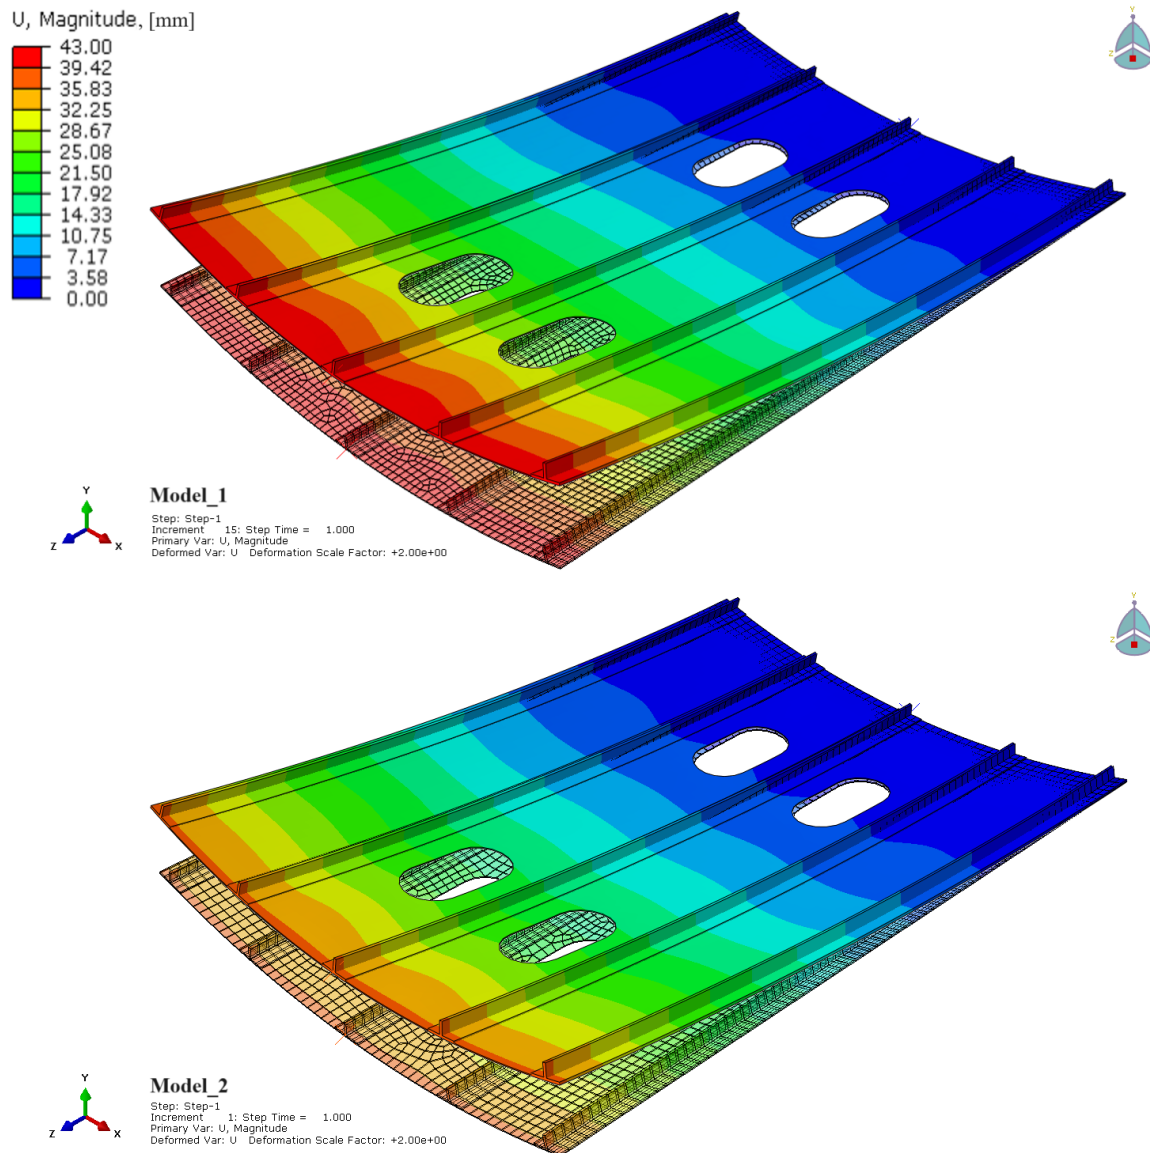 U, Magnitude, [mm]
43.00
39.42
35.83
32.25
28.67
25.08
21.50
17.92
14.33
10.75
7.17
3.58
0.00
Y
Z
Y
Z
X
Model_1
Step: Step-1
Increment 15: Step Time = 1.000
Primary Var: U, Magnitude
Deformed Var: U Deformation Scale Factor: +2.00e+00
Y
Z
Y
Z
X
Model_2
Step: Step-1
Increment 1: Step Time = 1.000
Primary Var: U, Magnitude
Deformed Var: U Deformation Scale Factor: +2.00e+00